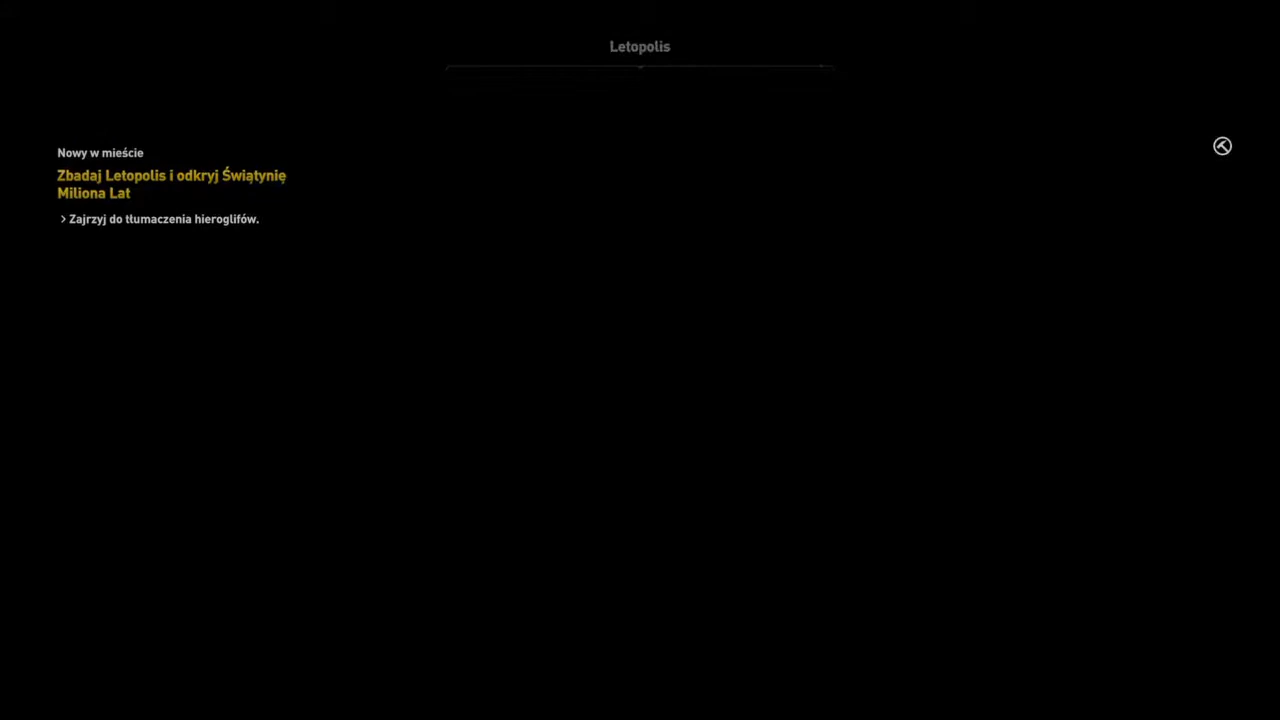 Letopolis
Nowy w mieście
Zbadaj Letopolis i odkryj Świątynię
Miliona Lat
> Zajrzyj do tłumaczenia hieroglifów.